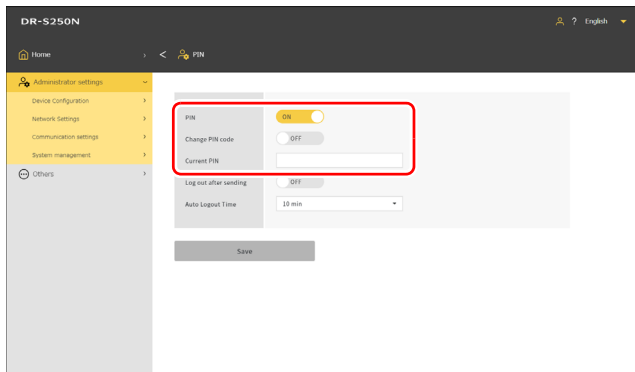 DR-S250N
? English
Home
PIN
Administrator settings
Device Configuration
Network Settings
Communication settings
System management
Others
PIN ON
Change PIN code OFF
Current PIN
Log out after sending OFF
Auto Logout Time 10 min
Save